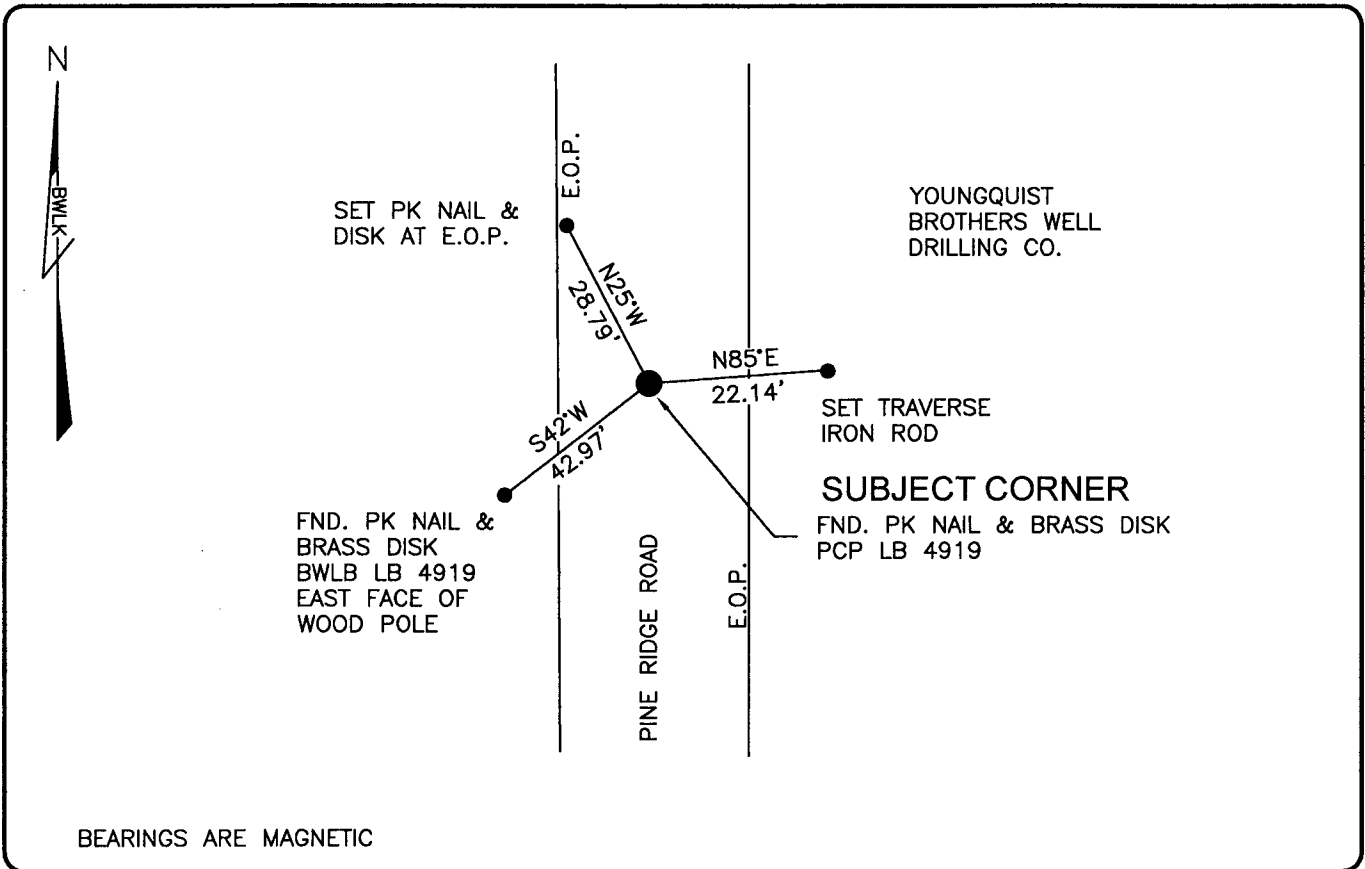 N
BWLK
SET PK NAIL &
DISK AT E.O.P.
E.O.P.
YOUNGQUIST
BROTHERS WELL
DRILLING CO.
N25°W
28.79'
N85°E
22.14'
SET TRAVERSE
IRON ROD
S42°W
42.97'
SUBJECT CORNER
FND. PK NAIL & BRASS DISK
PCP LB 4919
FND. PK NAIL &
BRASS DISK
BWLB LB 4919
EAST FACE OF
WOOD POLE
PINE RIDGE ROAD
E.O.P.
BEARINGS ARE MAGNETIC